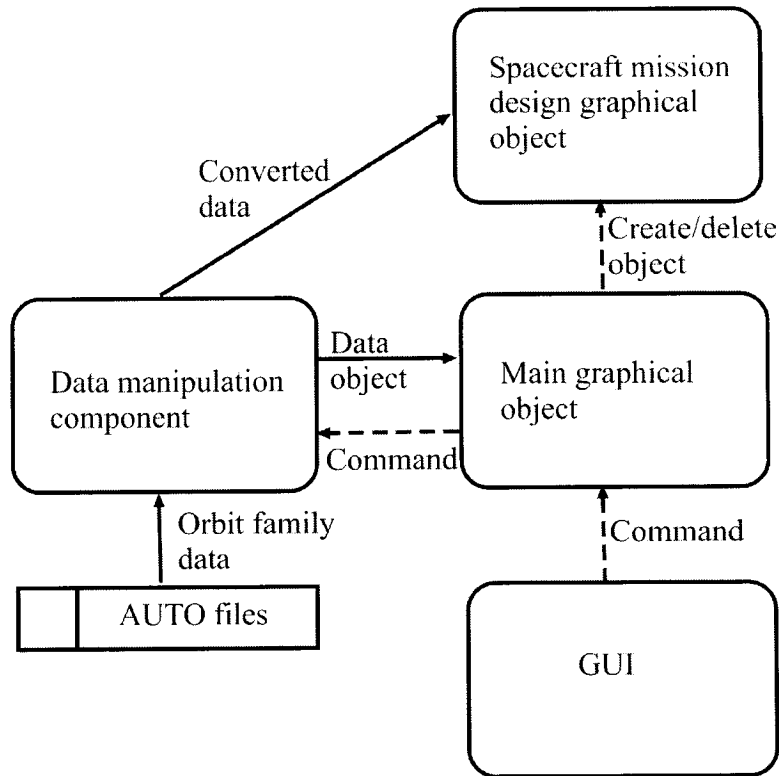 Spacecraft mission
design graphical
object
Converted
data
Create/delete
object
Data manipulation
component
Data
object
Main graphical
object
Command
Orbit family
data
Command
AUTO files
GUI